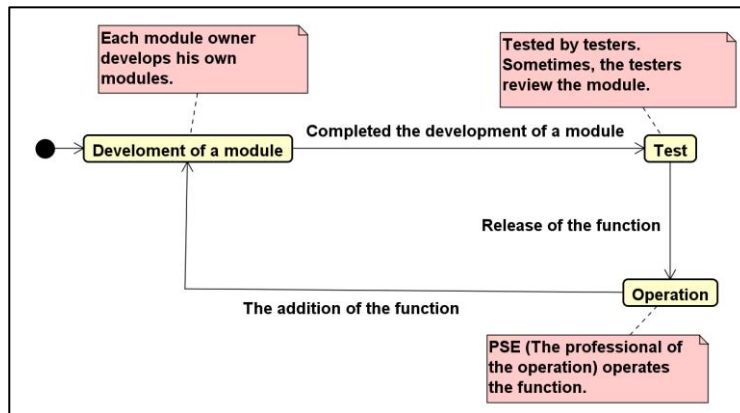 Each module owner
develops his own
modules.
Tested by testers.
Sometimes, the testers
review the module.
Completed the development of a module
Develoment of a module
Test
Release of the function
Operation
The addition of the function
PSE (The professional of
the operation) operates
the function.